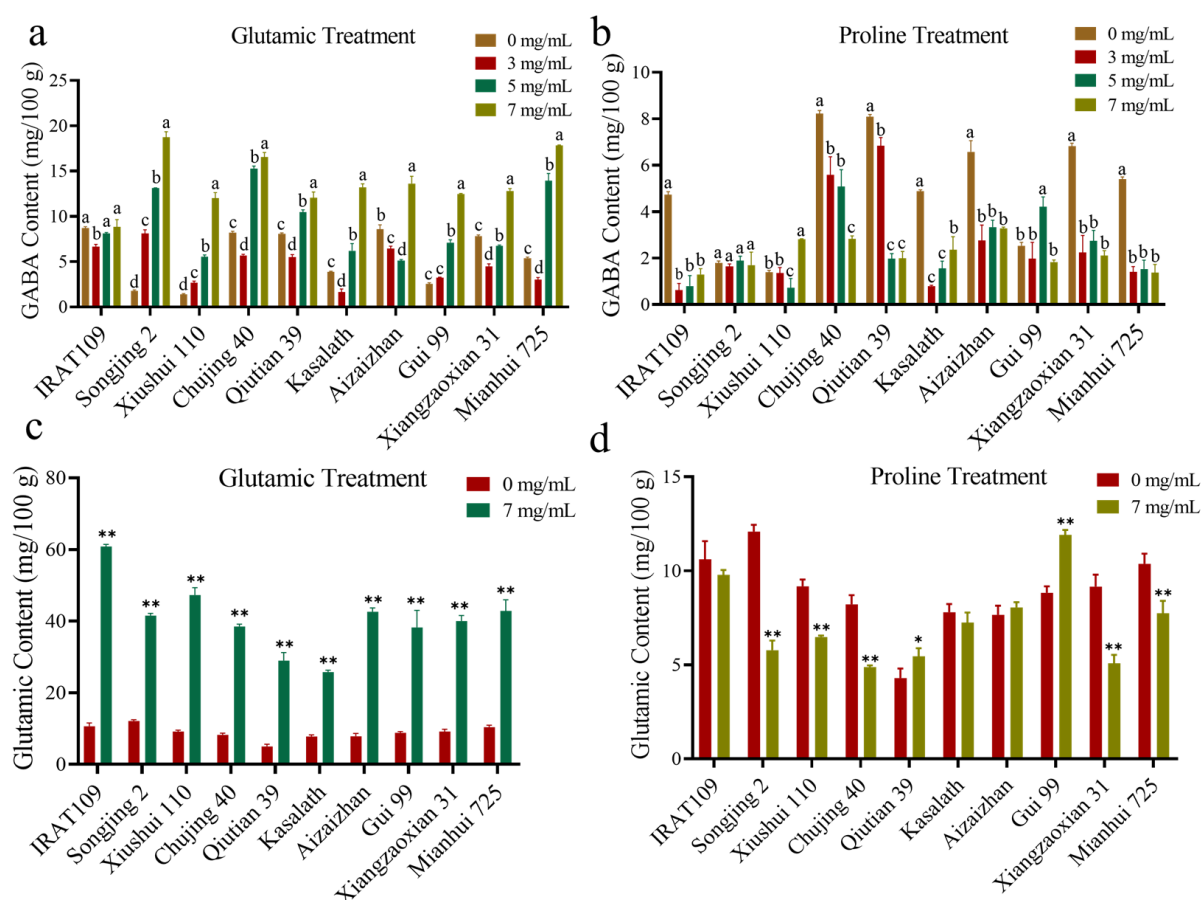 a
Glutamic Treatment
0 mg/mL
3 mg/mL
5 mg/mL
7 mg/mL
GABA Content (mg/100 g)
25
20
15
10
5
0
a b a a
d c b a
d c b a
c d b a
c d b a
c d b a
b c d a
c c b a
b d c a
c d b a
IRAT109
Songjing 2
Xiushui 110
Chujing 40
Qiutian 39
Kasalath
Aizaizhan
Gui 99
Xiangzaoxian 31
Mianhui 725
b
Proline Treatment
0 mg/mL
3 mg/mL
5 mg/mL
7 mg/mL
GABA Content (mg/100 g)
10
8
6
4
2
0
a b b b
a a a a
b b c a
a b b c
a b c c
a c c b
a b b b
b b a b
a b b b
a b b b
IRAT109
Songjing 2
Xiushui 110
Chujing 40
Qiutian 39
Kasalath
Aizaizhan
Gui 99
Xiangzaoxian 31
Mianhui 725
c
Glutamic Treatment
0 mg/mL
7 mg/mL
Glutamic Content (mg/100 g)
80
60
40
20
0
** ** ** ** ** ** ** ** ** **
IRAT109
Songjing 2
Xiushui 110
Chujing 40
Qiutian 39
Kasalath
Aizaizhan
Gui 99
Xiangzaoxian 31
Mianhui 725
d
Proline Treatment
0 mg/mL
7 mg/mL
Glutamic Content (mg/100 g)
15
10
5
0
** ** ** * ** ** **
IRAT109
Songjing 2
Xiushui 110
Chujing 40
Qiutian 39
Kasalath
Aizaizhan
Gui 99
Xiangzaoxian 31
Mianhui 725